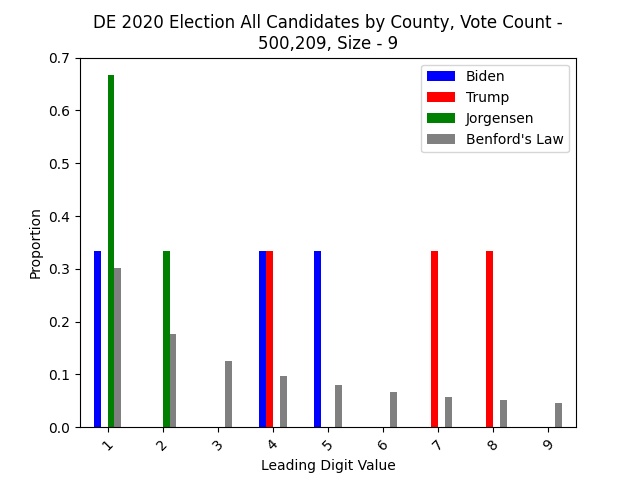 DE 2020 Election All Candidates by County, Vote Count -
500,209, Size - 9
Biden
Trump
Jorgensen
Benford's Law
Proportion
0.7
0.6
0.5
0.4
0.3
0.2
0.1
0.0
1 2 3 4 5 6 7 8 9
Leading Digit Value